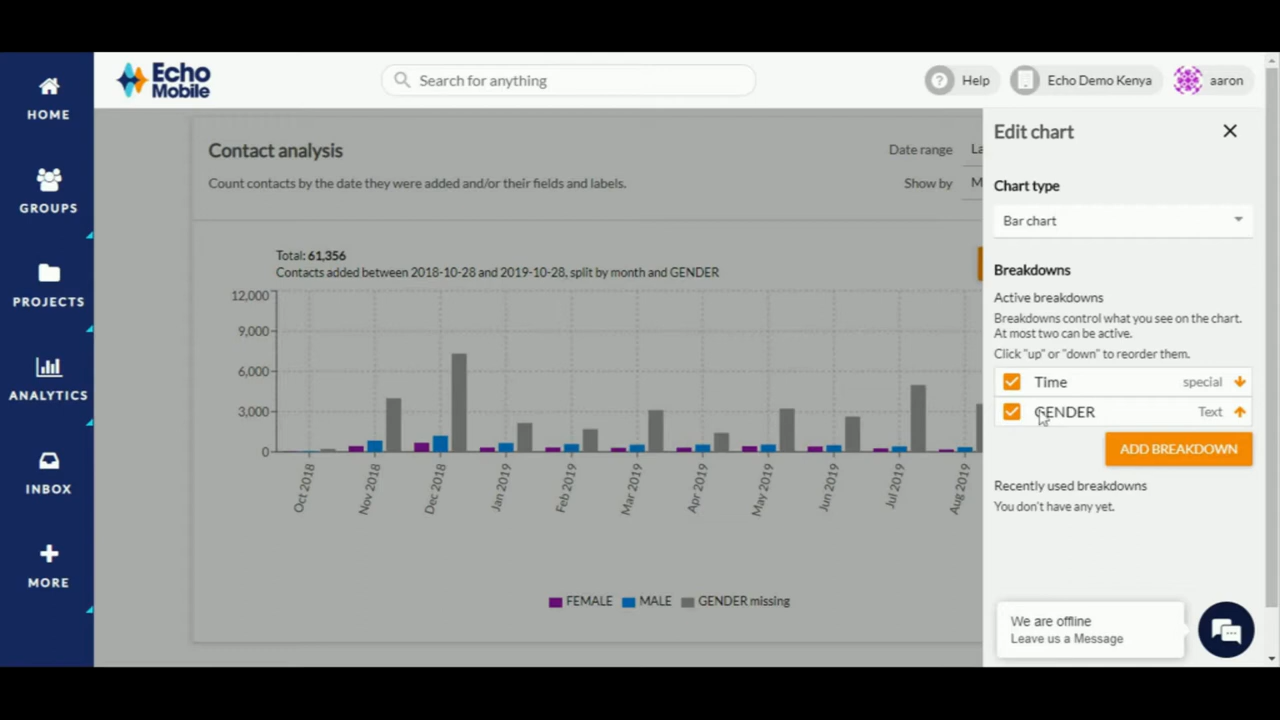 HOME
GROUPS
PROJECTS
ANALYTICS
INBOX
MORE
Echo
Mobile
Search for anything
? Help
Echo Demo Kenya
aaron
Contact analysis
Count contacts by the date they were added and/or their fields and labels.
Date range La
Show by M
Total: 61,356
Contacts added between 2018-10-28 and 2019-10-28, split by month and GENDER
12,000
9,000
6,000
3,000
0
Oct 2018
Nov 2018
Dec 2018
Jan 2019
Feb 2019
Mar 2019
Apr 2019
May 2019
Jun 2019
Jul 2019
Aug 2019
FEMALE MALE GENDER missing
Edit chart
Chart type
Bar chart
Breakdowns
Active breakdowns
Breakdowns control what you see on the chart.
At most two can be active.
Click "up" or "down" to reorder them.
Time special
GENDER Text
ADD BREAKDOWN
Recently used breakdowns
You don't have any yet.
We are offline
Leave us a Message